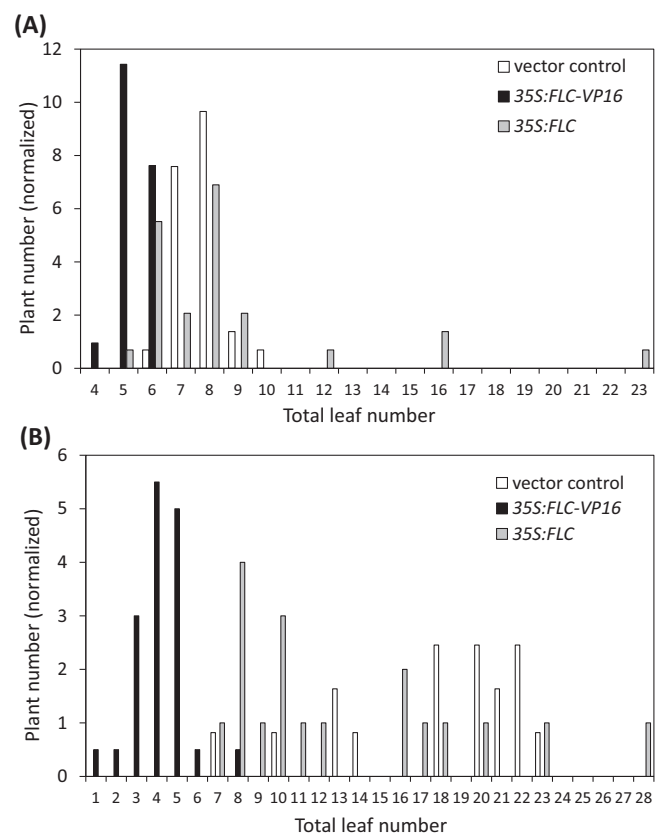 (A)
12
10
8
6
4
2
0
Plant number (normalized)
vector control
35S:FLC-VP16
35S:FLC
4 5 6 7 8 9 10 11 12 13 14 15 16 17 18 19 20 21 22 23
Total leaf number
(B)
6
5
4
3
2
1
0
Plant number (normalized)
vector control
35S:FLC-VP16
35S:FLC
1 2 3 4 5 6 7 8 9 10 11 12 13 14 15 16 17 18 19 20 21 22 23 24 25 26 27 28
Total leaf number